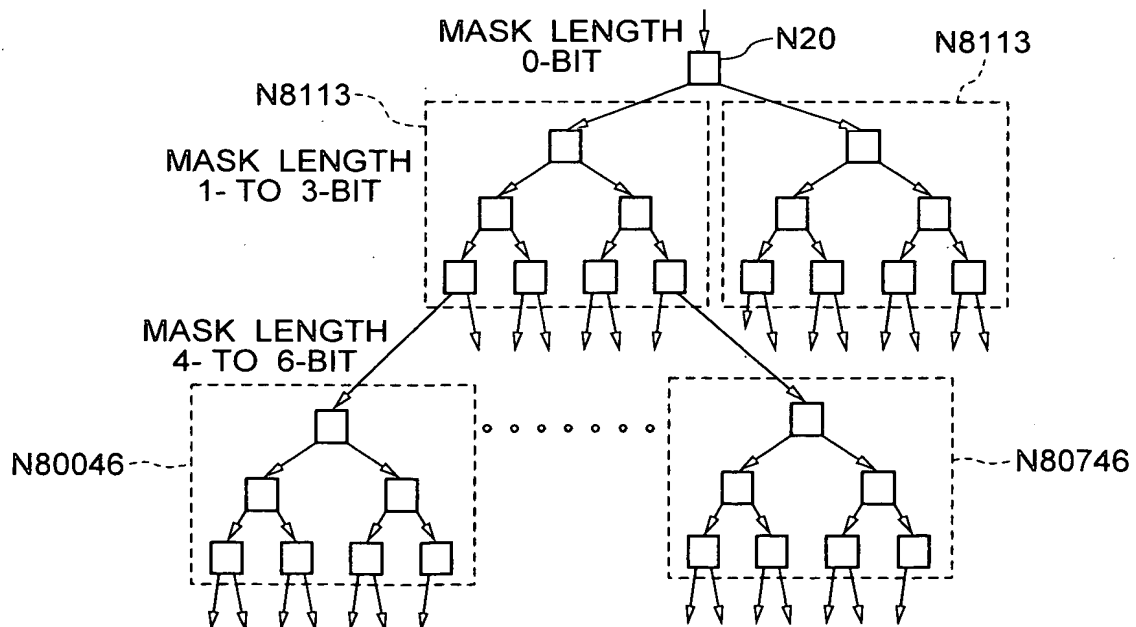 MASK LENGTH
0-BIT
N20
N8113
N8113
MASK LENGTH
1- TO 3-BIT
MASK LENGTH
4- TO 6-BIT
N80046
N80746